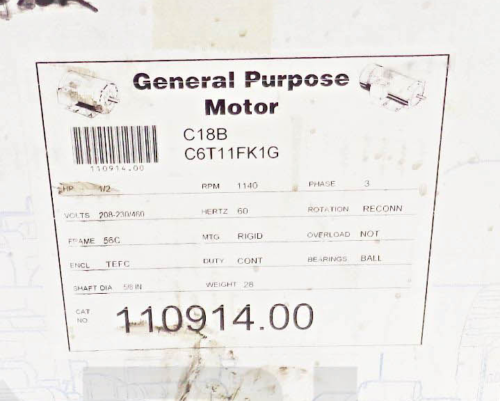 General Purpose
Motor
C18B
C6T11FK1G
110914.00
HP 1/2 RPM 1140 PHASE 3
VOLTS 208-230/460 HERTZ 60 ROTATION RECONN
FRAME 56C MTG RIGID OVERLOAD NOT
ENCL TEFC DUTY CONT BEARINGS BALL
SHAFT DIA 5/8 IN WEIGHT 28
CAT
NO 110914.00